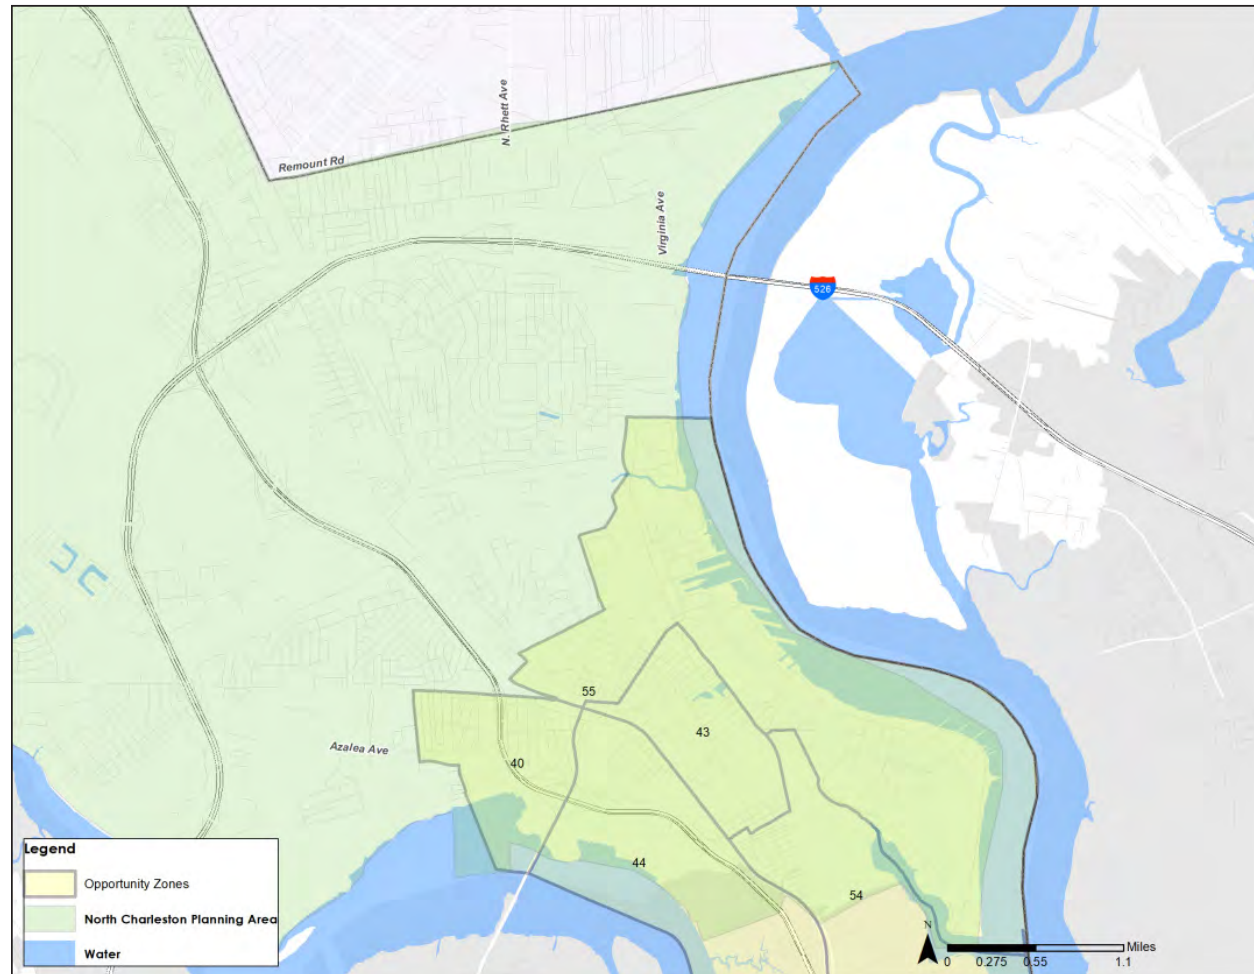 N. Rhett Ave
Remount Rd
Virginia Ave
526
55
43
Azalea Ave
40
44
54
Legend
Opportunity Zones
North Charleston Planning Area
Water
N
Miles
0 0.275 0.55 1.1